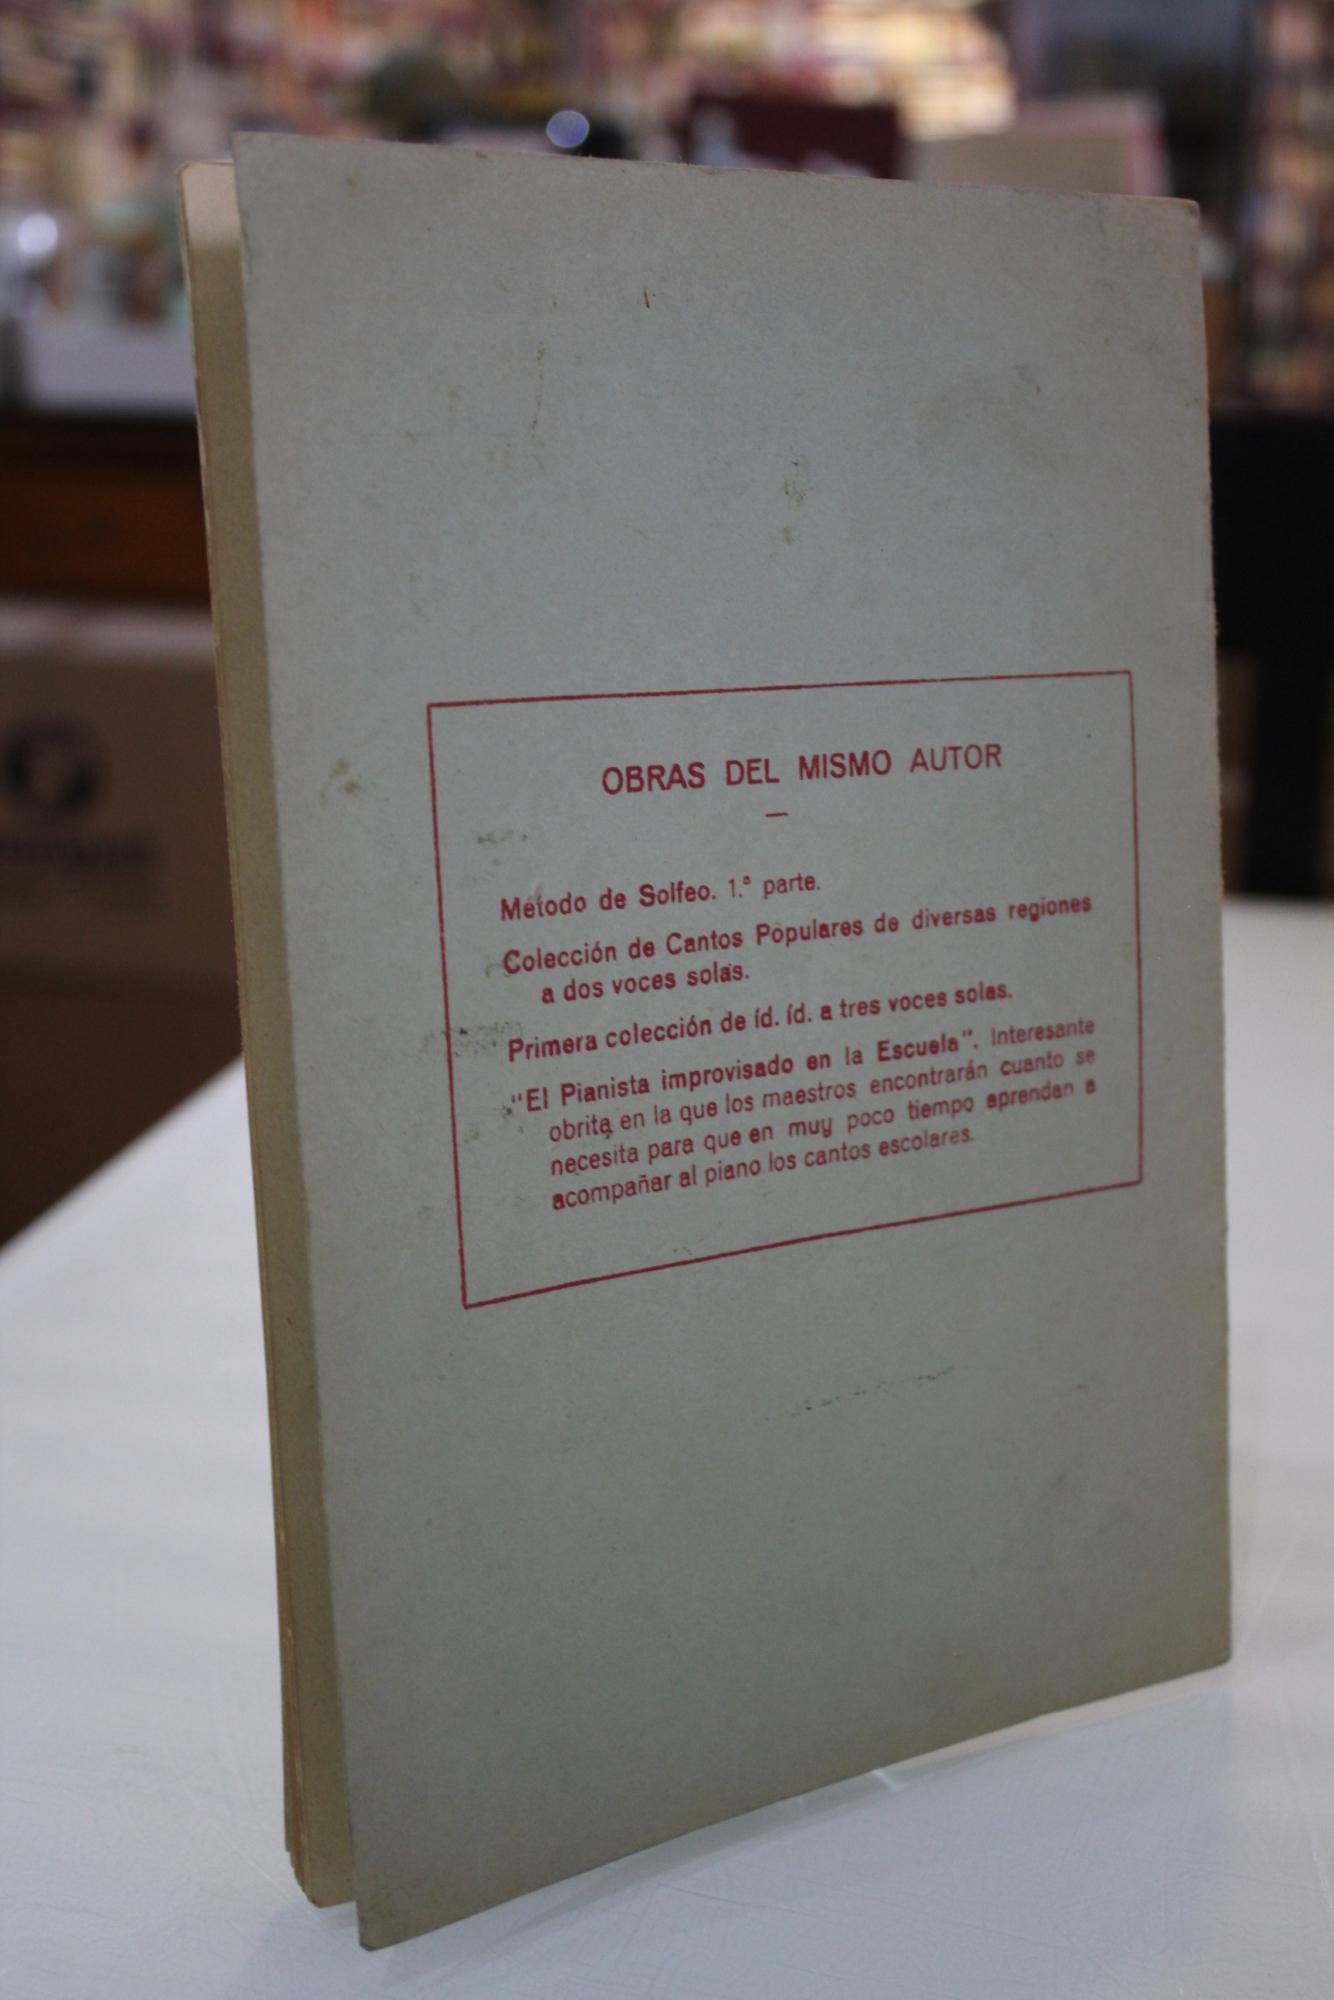 OBRAS DEL MISMO AUTOR
Método de Solfeo. 1.ª parte.
Colección de Cantos Populares de diversas regiones
a dos voces solas.
Primera colección de íd. íd. a tres voces solas.
"El Pianista improvisado en la Escuela". Interesante
obrita en la que los maestros encontrarán cuanto se
necesita para que en muy poco tiempo aprendan a
acompañar al piano los cantos escolares.